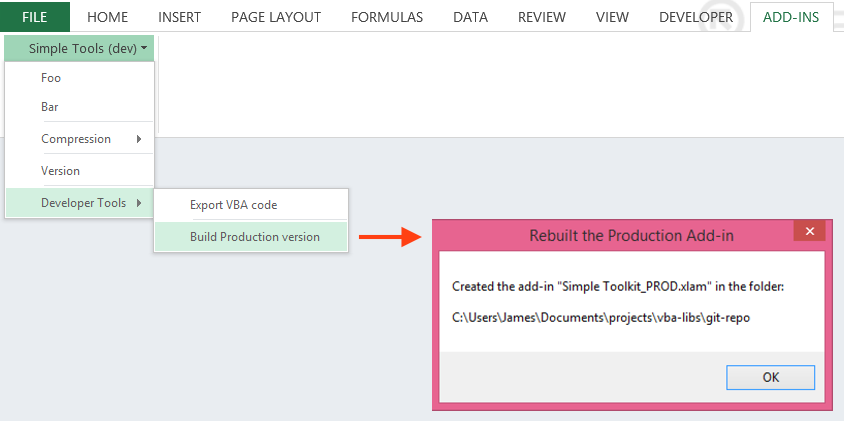 FILE HOME INSERT PAGE LAYOUT FORMULAS DATA REVIEW VIEW DEVELOPER ADD-INS
Simple Tools (dev)
Foo
Bar
Compression
Version
Developer Tools
Export VBA code
Build Production version
Rebuilt the Production Add-in
Created the add-in "Simple Toolkit_PROD.xlam" in the folder:
C:\Users\James\Documents\projects\vba-libs\git-repo
OK